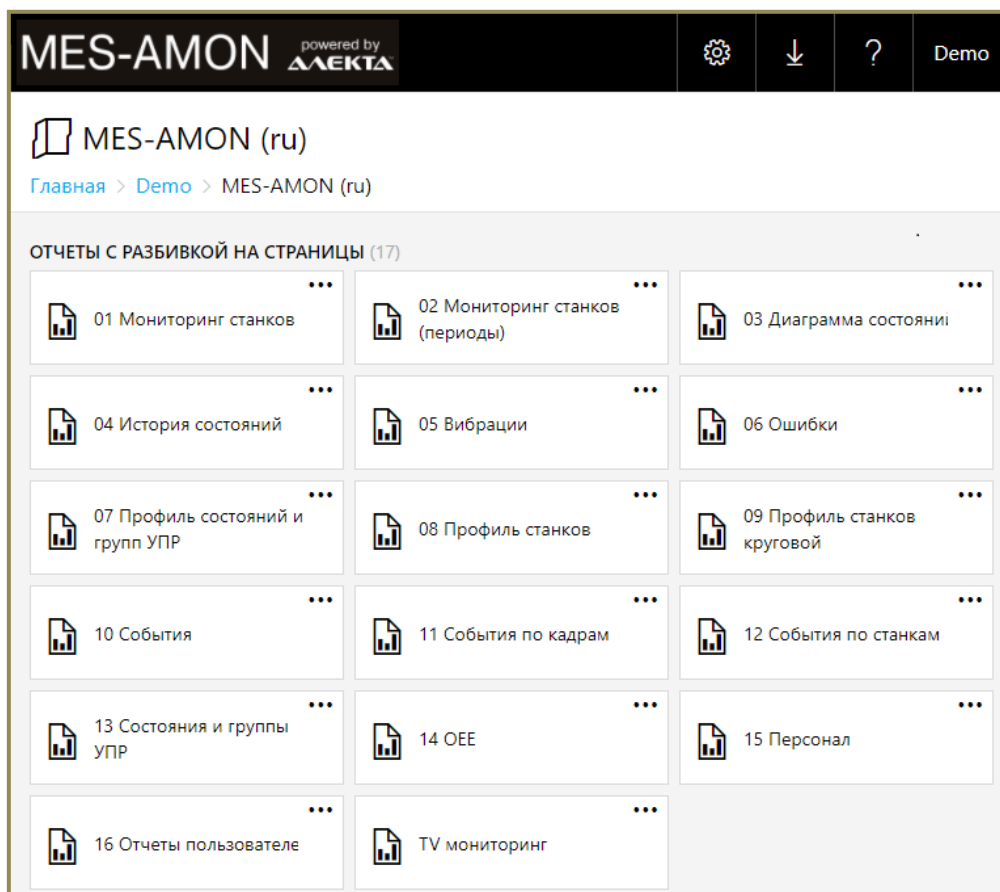 MES-AMON powered by АЛЕКТА
? Demo
MES-AMON (ru)
Главная > Demo > MES-AMON (ru)
ОТЧЕТЫ С РАЗБИВКОЙ НА СТРАНИЦЫ (17)
01 Мониторинг станков
02 Мониторинг станков
(периоды)
03 Диаграмма состояни
04 История состояний
05 Вибрации
06 Ошибки
07 Профиль состояний и
групп УПР
08 Профиль станков
09 Профиль станков
круговой
10 События
11 События по кадрам
12 События по станкам
13 Состояния и группы
УПР
14 OEE
15 Персонал
16 Отчеты пользователе
TV мониторинг